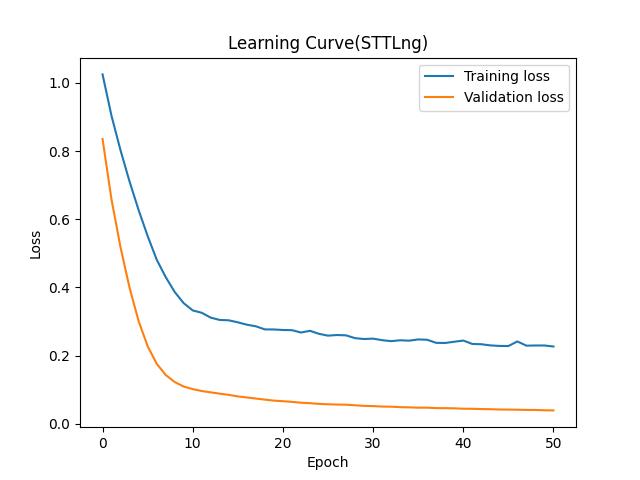 Learning Curve(STTLng)
Training loss
Validation loss
1.0
0.8
0.6
0.4
0.2
0.0
Loss
0 10 20 30 40 50
Epoch